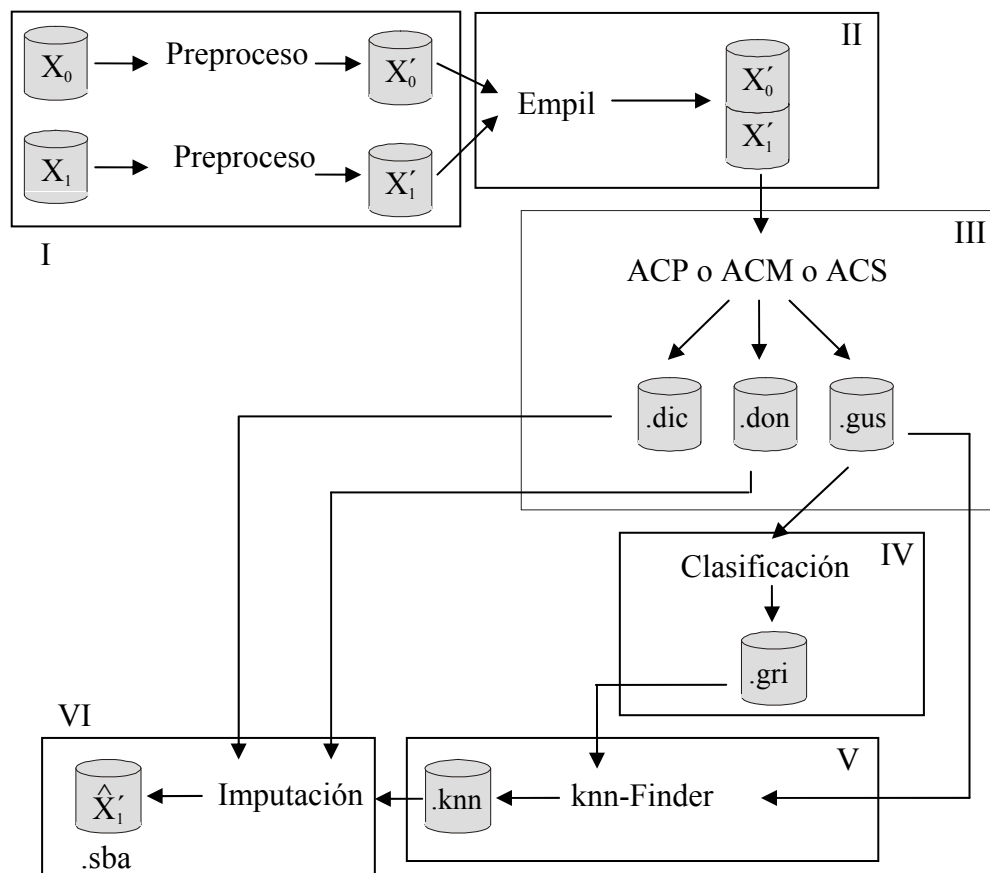 II
X₀
Preproceso
X´₀
X´₀
Empil
X´₁
X₁
Preproceso
X´₁
I
III
ACP o ACM o ACS
.dic
.don
.gus
IV
Clasificación
.gri
VI
V
X̂´₁
Imputación
.knn
knn-Finder
.sba